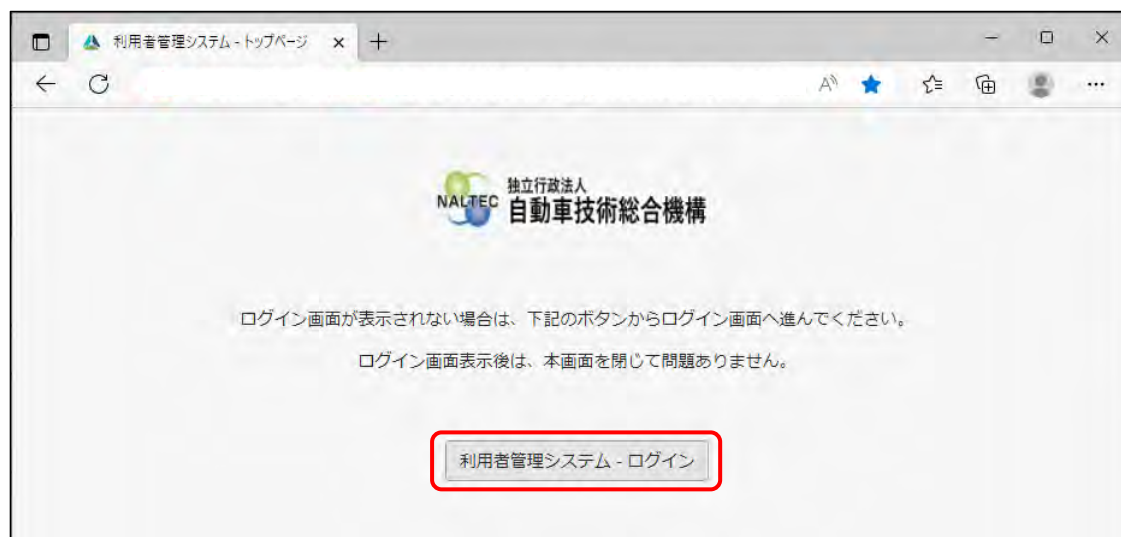 利用者管理システム - トップページ
独立行政法人
NALTEC
自動車技術総合機構
ログイン画面が表示されない場合は、下記のボタンからログイン画面へ進んでください。
ログイン画面表示後は、本画面を閉じて問題ありません。
利用者管理システム - ログイン